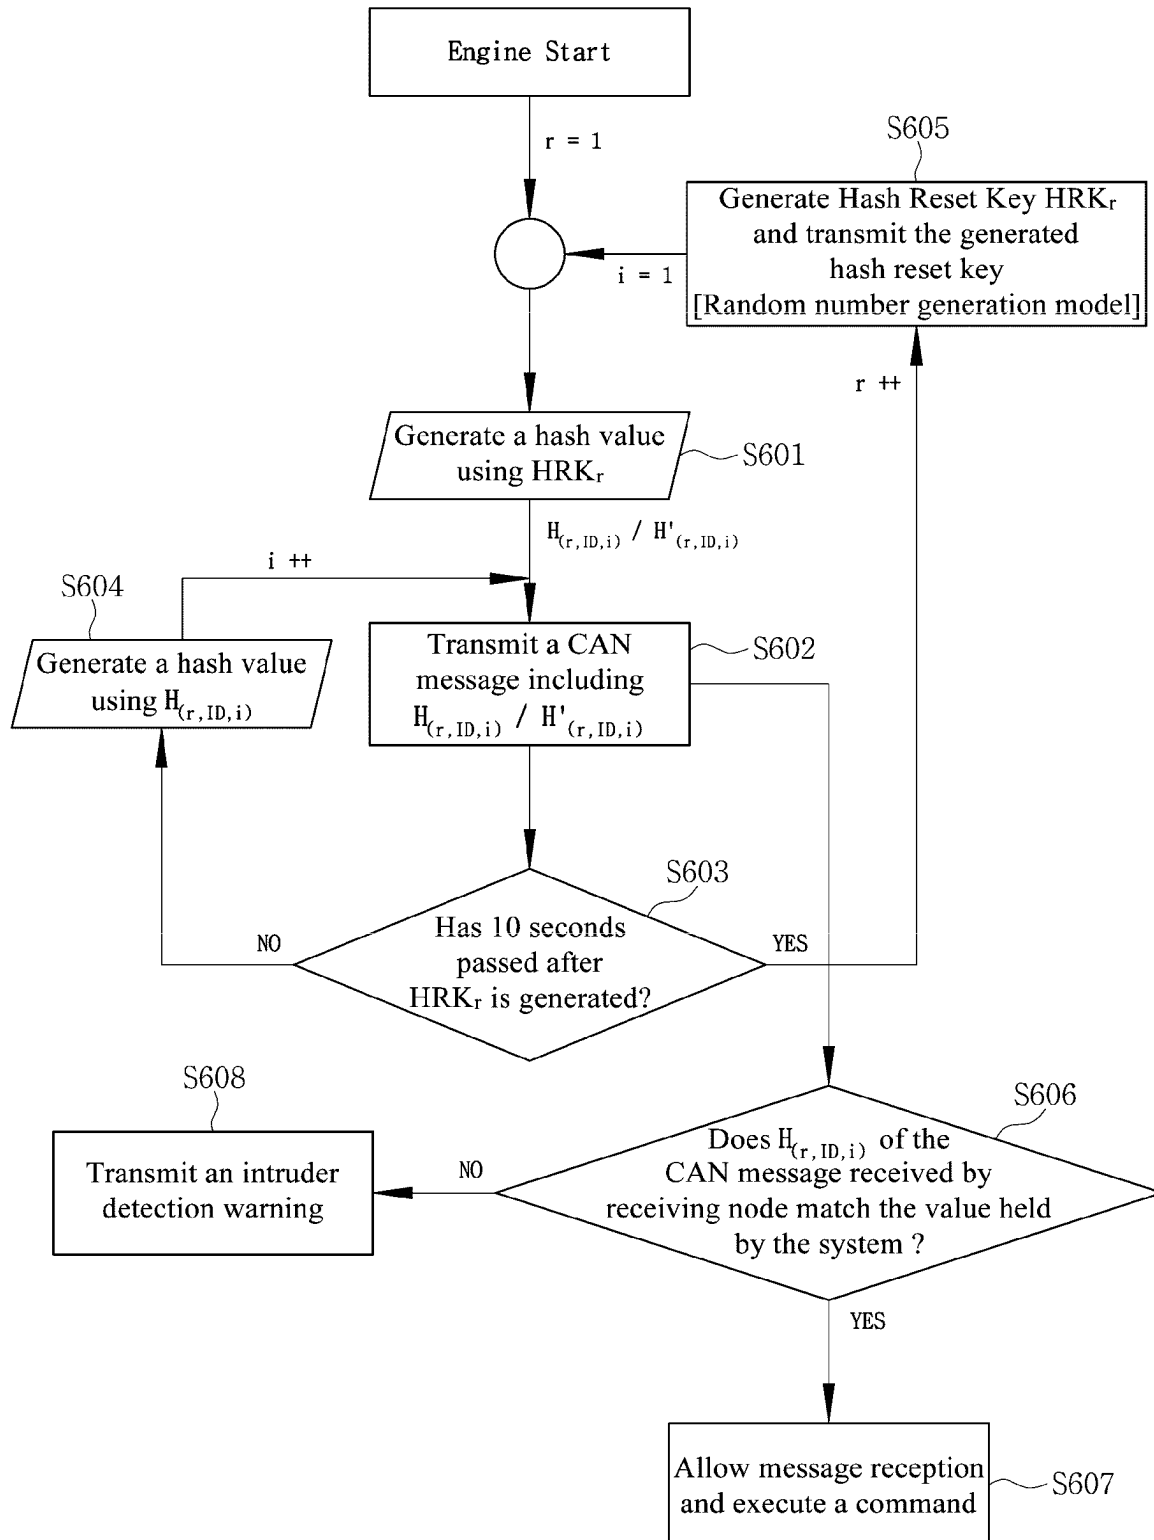 Engine Start
r = 1
S605
Generate Hash Reset Key HRKr
and transmit the generated
hash reset key
[Random number generation model]
i = 1
r ++
Generate a hash value
using HRKr
S601
H(r,ID,i) / H'(r,ID,i)
i ++
S604
Generate a hash value
using H(r,ID,i)
Transmit a CAN
message including
H(r,ID,i) / H'(r,ID,i)
S602
S603
Has 10 seconds
passed after
HRKr is generated?
NO
YES
S608
Transmit an intruder
detection warning
NO
S606
Does H(r,ID,i) of the
CAN message received by
receiving node match the value held
by the system ?
YES
Allow message reception
and execute a command
S607